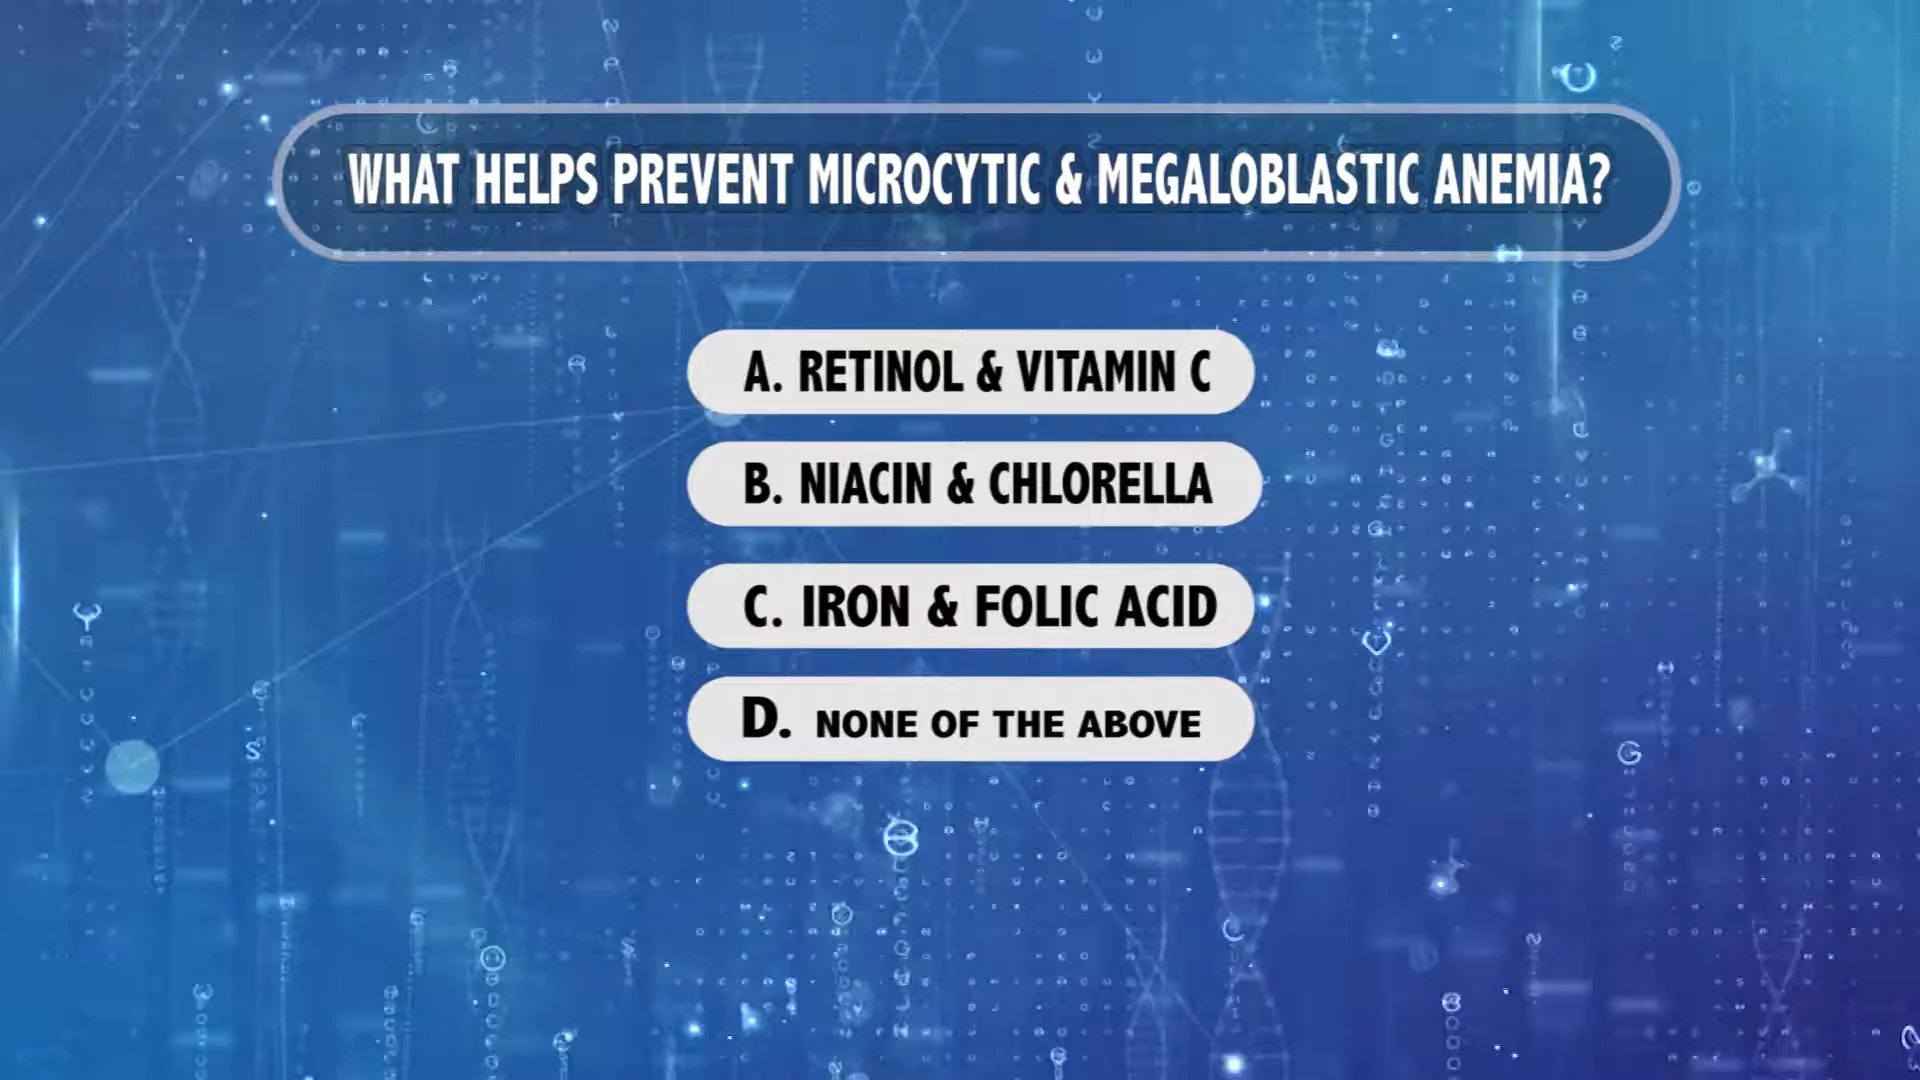 WHAT HELPS PREVENT MICROCYTIC & MEGALOBLASTIC ANEMIA?
A. RETINOL & VITAMIN C
B. NIACIN & CHLORELLA
C. IRON & FOLIC ACID
D. NONE OF THE ABOVE